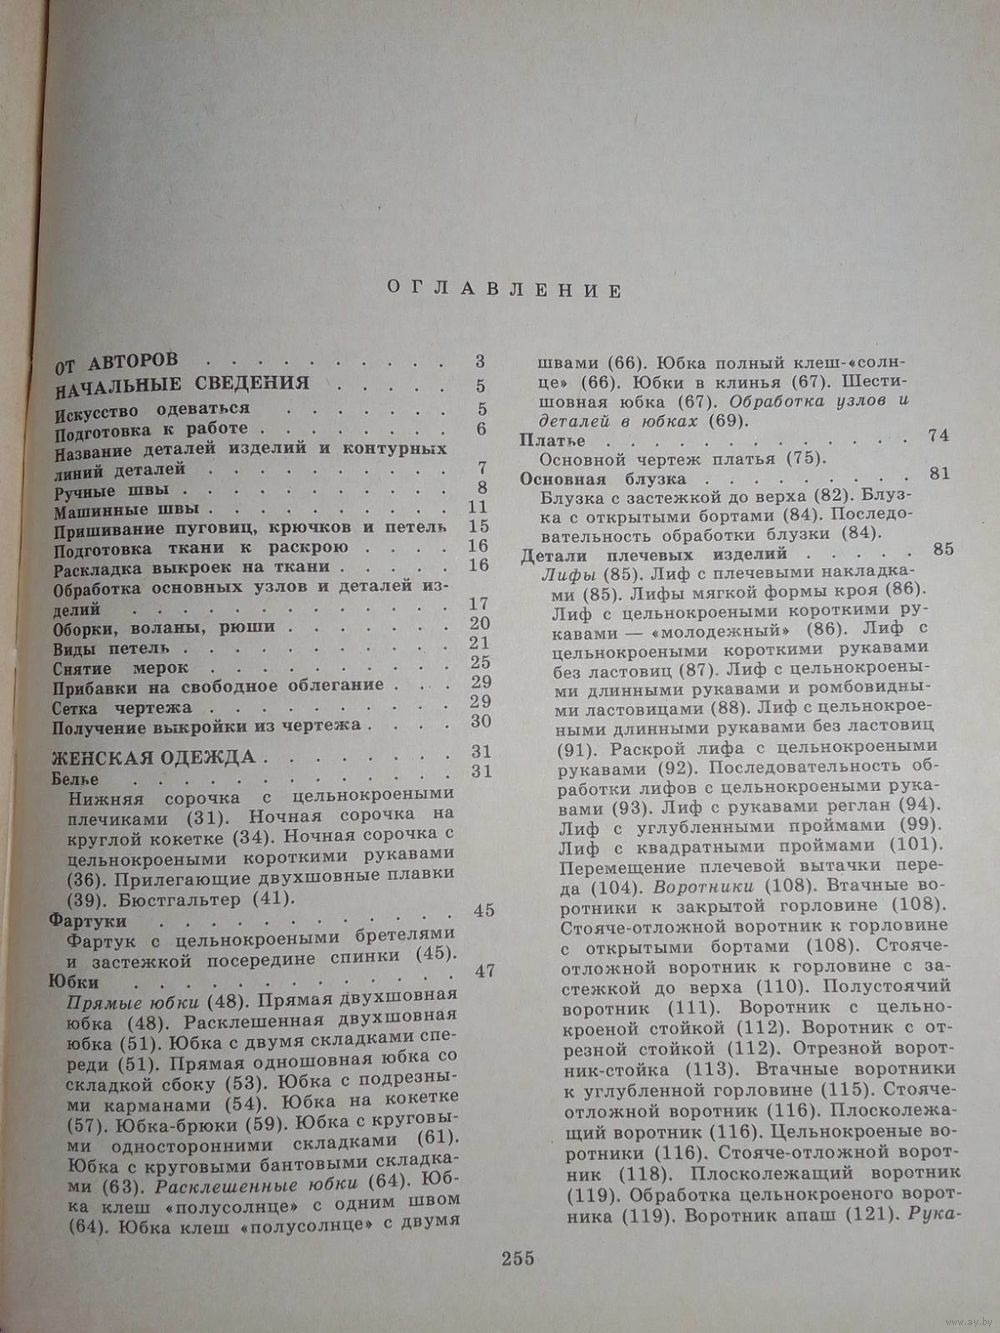 ОГЛАВЛЕНИЕ
ОТ АВТОРОВ . . . . . . . . . . 3
НАЧАЛЬНЫЕ СВЕДЕНИЯ . . . . . 5
Искусство одеваться . . . . . . . 5
Подготовка к работе . . . . . . . . 6
Название деталей изделий и контурных
линий деталей . . . . . . . . . . 7
Ручные швы . . . . . . . . . . . 8
Машинные швы . . . . . . . . . . 11
Пришивание пуговиц, крючков и петель 15
Подготовка ткани к раскрою . . . . 16
Раскладка выкроек на ткани . . . . . 16
Обработка основных узлов и деталей из-
делий . . . . . . . . . . . . . 17
Оборки, воланы, рюши . . . . . . . 20
Виды петель . . . . . . . . . . . 21
Снятие мерок . . . . . . . . . . 25
Прибавки на свободное облегание . . . 29
Сетка чертежа . . . . . . . . . . 29
Получение выкройки из чертежа . . . . 30
ЖЕНСКАЯ ОДЕЖДА . . . . . . . . 31
Белье . . . . . . . . . . . . . 31
Нижняя сорочка с цельнокроеными
плечиками (31). Ночная сорочка на
круглой кокетке (34). Ночная сорочка с
цельнокроеными короткими рукавами
(36). Прилегающие двухшовные плавки
(39). Бюстгальтер (41).
Фартуки . . . . . . . . . . . . 45
Фартук с цельнокроеными бретелями
и застежкой посередине спинки (45).
Юбки . . . . . . . . . . . . . 47
Прямые юбки (48). Прямая двухшовная
юбка (48). Расклешенная двухшовная
юбка (51). Юбка с двумя складками спе-
реди (51). Прямая одношовная юбка со
складкой сбоку (53). Юбка с подрезны-
ми карманами (54). Юбка на кокетке
(57). Юбка-брюки (59). Юбка с круговы-
ми односторонними складками (61).
Юбка с круговыми бантовыми складка-
ми (63). Расклешенные юбки (64). Юб-
ка клеш «полусолнце» с одним швом
(64). Юбка клеш «полусолнце» с двумя
швами (66). Юбка полный клеш-«солн-
це» (66). Юбки в клинья (67). Шести-
шовная юбка (67). Обработка узлов и
деталей в юбках (69).
Платье . . . . . . . . . . . . . 74
Основной чертеж платья (75).
Основная блузка . . . . . . . . . 81
Блузка с застежкой до верха (82). Блуз-
ка с открытыми бортами (84). Последо-
вательность обработки блузки (84).
Детали плечевых изделий . . . . . 85
Лифы (85). Лиф с плечевыми накладка-
ми (85). Лифы мягкой формы кроя (86).
Лиф с цельнокроеными короткими ру-
кавами — «молодежный» (86). Лиф с
цельнокроеными короткими рукавами
без ластовиц (87). Лиф с цельнокроены-
ми длинными рукавами и ромбовидны-
ми ластовицами (88). Лиф с цельнокрое-
ными длинными рукавами без ластовиц
(91). Раскрой лифа с цельнокроеными
рукавами (92). Последовательность об-
работки лифов с цельнокроеными рука-
вами (93). Лиф с рукавами реглан (94).
Лиф с углубленными проймами (99).
Лиф с квадратными проймами (101).
Перемещение плечевой вытачки пере-
да (104). Воротники (108). Втачные во-
ротники к закрытой горловине (108).
Стояче-отложной воротник к горловине
с открытыми бортами (108). Стояче-
отложной воротник к горловине с за-
стежкой до верха (110). Полустоячий
воротник (111). Воротник с цельно-
кроеной стойкой (112). Воротник с от-
резной стойкой (112). Отрезной ворот-
ник-стойка (113). Втачные воротники
к углубленной горловине (115). Стояче-
отложной воротник (116). Плосколежа-
щий воротник (116). Цельнокроеные во-
ротники (116). Стояче-отложной ворот-
ник (118). Плосколежащий воротник
(119). Обработка цельнокроеного ворот-
ника (119). Воротник апаш (121). Рука-
255
www.ay.by